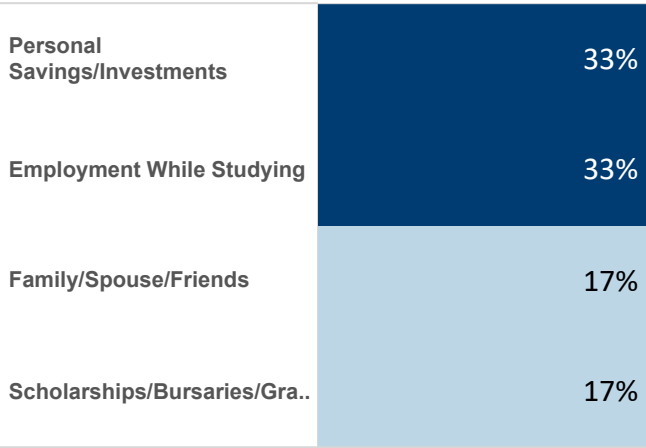 Personal
Savings/Investments
33%
Employment While Studying
33%
Family/Spouse/Friends
17%
Scholarships/Bursaries/Gra..
17%